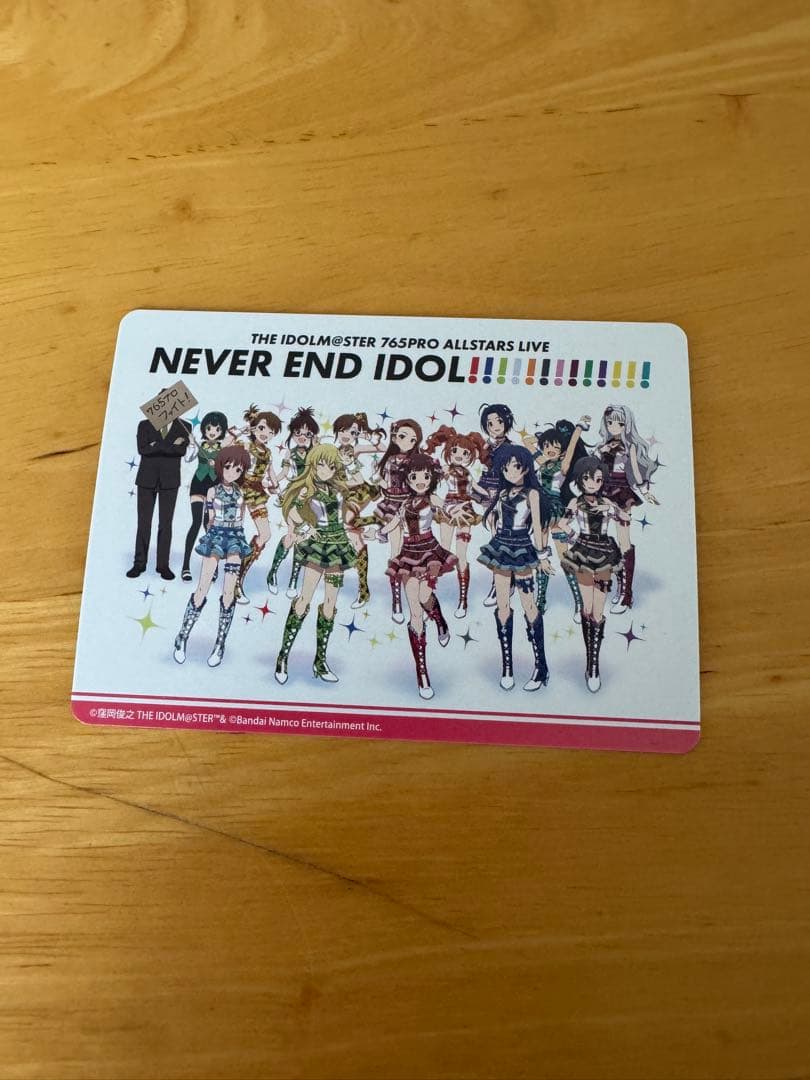 THE IDOLM@STER 765PRO ALLSTARS LIVE
NEVER END IDOL!!!!!!!!!!!!!
765プロ
ファイト!
©窪岡俊之 THE IDOLM@STER™& ©Bandai Namco Entertainment Inc.